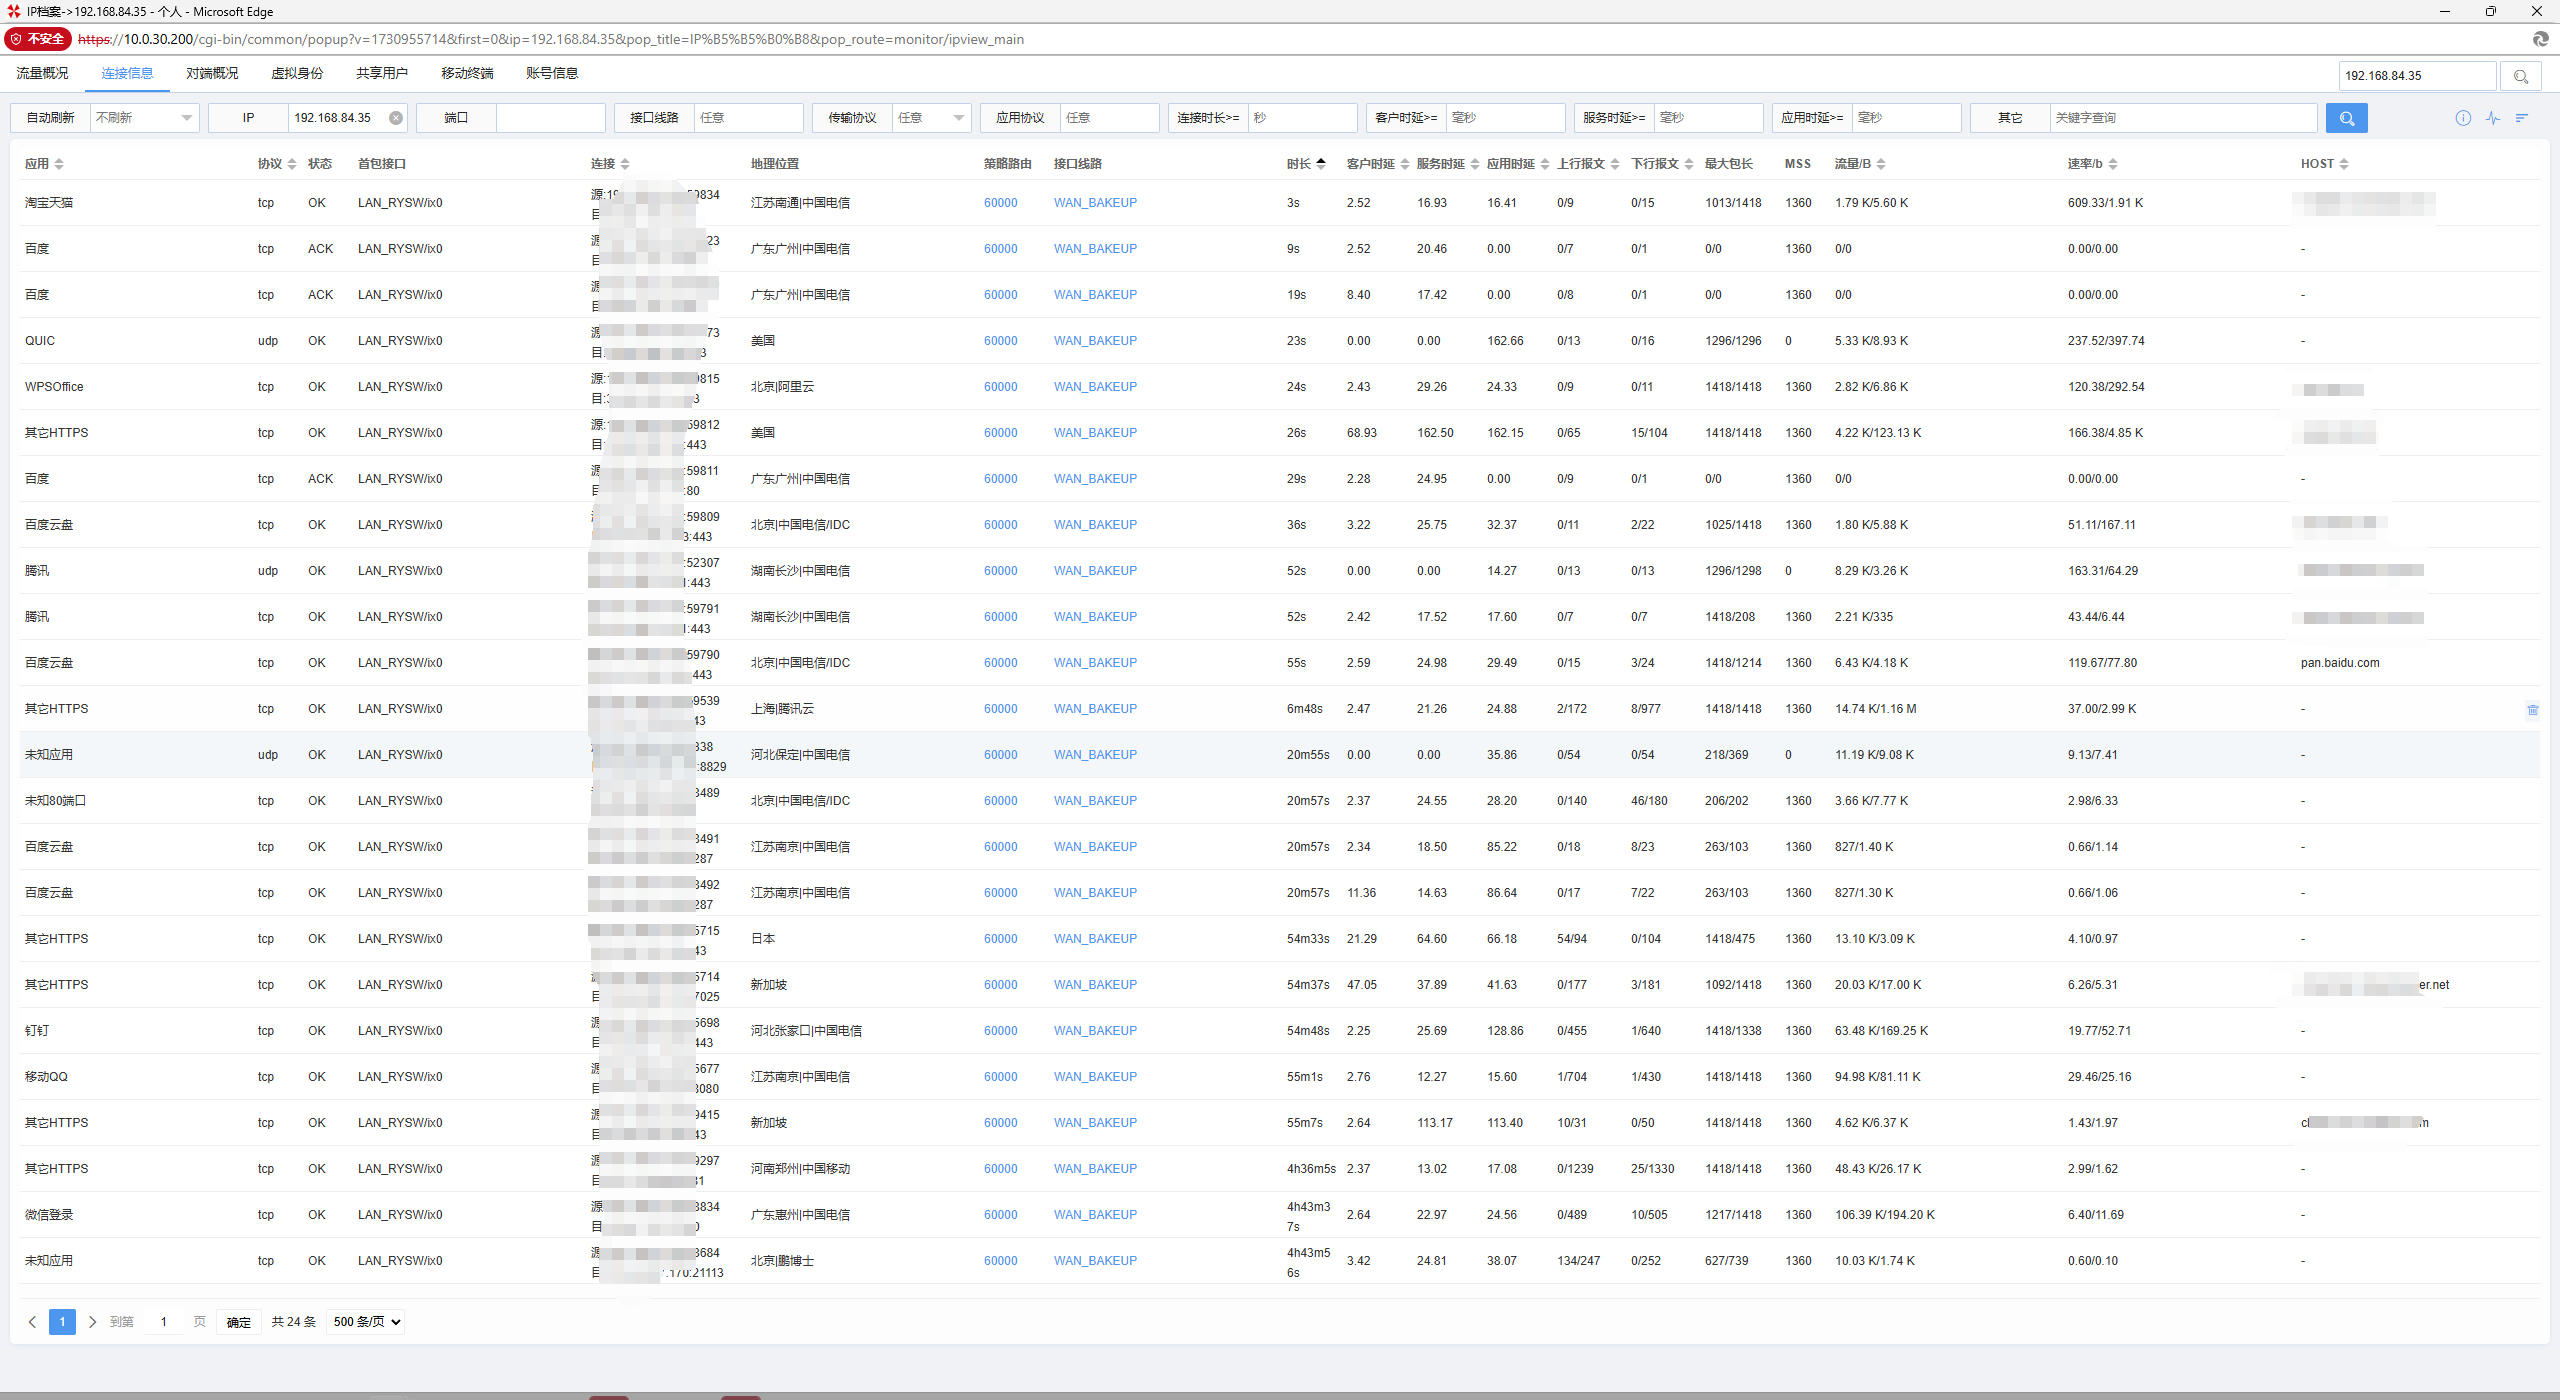 IP档案->192.168.84.35 - 个人 - Microsoft Edge
不安全 https://10.0.30.200/cgi-bin/common/popup?v=1730955714&first=0&ip=192.168.84.35&pop_title=IP%B5%B5%B0%B8&pop_route=monitor/ipview_main
流量概况 连接信息 对端概况 虚拟身份 共享用户 移动终端 账号信息 192.168.84.35
自动刷新 不刷新 IP 192.168.84.35 端口 接口线路 任意 传输协议 任意 应用协议 任意 连接时长>= 秒 客户时延>= 毫秒 服务时延>= 毫秒 应用时延>= 毫秒 其它 关键字查询
应用 协议 状态 首包接口 连接 地理位置 策略路由 接口线路 时长 客户时延 服务时延 应用时延 上行报文 下行报文 最大包长 MSS 流量/B 速率/b HOST
淘宝天猫 tcp OK LAN_RYSW/ix0 源:19 59834 目 江苏南通|中国电信 60000 WAN_BAKEUP 3s 2.52 16.93 16.41 0/9 0/15 1013/1418 1360 1.79 K/5.60 K 609.33/1.91 K
百度 tcp ACK LAN_RYSW/ix0 源 23 目 广东广州|中国电信 60000 WAN_BAKEUP 9s 2.52 20.46 0.00 0/7 0/1 0/0 1360 0/0 0.00/0.00 -
百度 tcp ACK LAN_RYSW/ix0 源 目 广东广州|中国电信 60000 WAN_BAKEUP 19s 8.40 17.42 0.00 0/8 0/1 0/0 1360 0/0 0.00/0.00 -
QUIC udp OK LAN_RYSW/ix0 源 73 目: 3 美国 60000 WAN_BAKEUP 23s 0.00 0.00 162.66 0/13 0/16 1296/1296 0 5.33 K/8.93 K 237.52/397.74 -
WPSOffice tcp OK LAN_RYSW/ix0 源: 9815 目: 3 北京|阿里云 60000 WAN_BAKEUP 24s 2.43 29.26 24.33 0/9 0/11 1418/1418 1360 2.82 K/6.86 K 120.38/292.54
其它HTTPS tcp OK LAN_RYSW/ix0 源: 59812 目: :443 美国 60000 WAN_BAKEUP 26s 68.93 162.50 162.15 0/65 15/104 1418/1418 1360 4.22 K/123.13 K 166.38/4.85 K
百度 tcp ACK LAN_RYSW/ix0 源 :59811 目 :80 广东广州|中国电信 60000 WAN_BAKEUP 29s 2.28 24.95 0.00 0/9 0/1 0/0 1360 0/0 0.00/0.00 -
百度云盘 tcp OK LAN_RYSW/ix0 :59809 3:443 北京|中国电信/IDC 60000 WAN_BAKEUP 36s 3.22 25.75 32.37 0/11 2/22 1025/1418 1360 1.80 K/5.88 K 51.11/167.11
腾讯 udp OK LAN_RYSW/ix0 :52307 :443 湖南长沙|中国电信 60000 WAN_BAKEUP 52s 0.00 0.00 14.27 0/13 0/13 1296/1298 0 8.29 K/3.26 K 163.31/64.29
腾讯 tcp OK LAN_RYSW/ix0 :59791 :443 湖南长沙|中国电信 60000 WAN_BAKEUP 52s 2.42 17.52 17.60 0/7 0/7 1418/208 1360 2.21 K/335 43.44/6.44
百度云盘 tcp OK LAN_RYSW/ix0 59790 443 北京|中国电信/IDC 60000 WAN_BAKEUP 55s 2.59 24.98 29.49 0/15 3/24 1418/1214 1360 6.43 K/4.18 K 119.67/77.80 pan.baidu.com
其它HTTPS tcp OK LAN_RYSW/ix0 59539 43 上海|腾讯云 60000 WAN_BAKEUP 6m48s 2.47 21.26 24.88 2/172 8/977 1418/1418 1360 14.74 K/1.16 M 37.00/2.99 K -
未知应用 udp OK LAN_RYSW/ix0 338 :8829 河北保定|中国电信 60000 WAN_BAKEUP 20m55s 0.00 0.00 35.86 0/54 0/54 218/369 0 11.19 K/9.08 K 9.13/7.41 -
未知80端口 tcp OK LAN_RYSW/ix0 3489 北京|中国电信/IDC 60000 WAN_BAKEUP 20m57s 2.37 24.55 28.20 0/140 46/180 206/202 1360 3.66 K/7.77 K 2.98/6.33 -
百度云盘 tcp OK LAN_RYSW/ix0 3491 287 江苏南京|中国电信 60000 WAN_BAKEUP 20m57s 2.34 18.50 85.22 0/18 8/23 263/103 1360 827/1.40 K 0.66/1.14 -
百度云盘 tcp OK LAN_RYSW/ix0 3492 287 江苏南京|中国电信 60000 WAN_BAKEUP 20m57s 11.36 14.63 86.64 0/17 7/22 263/103 1360 827/1.30 K 0.66/1.06 -
其它HTTPS tcp OK LAN_RYSW/ix0 5715 43 日本 60000 WAN_BAKEUP 54m33s 21.29 64.60 66.18 54/94 0/104 1418/475 1360 13.10 K/3.09 K 4.10/0.97 -
其它HTTPS tcp OK LAN_RYSW/ix0 5714 目 7025 新加坡 60000 WAN_BAKEUP 54m37s 47.05 37.89 41.63 0/177 3/181 1092/1418 1360 20.03 K/17.00 K 6.26/5.31 er.net
钉钉 tcp OK LAN_RYSW/ix0 源 5698 目 443 河北张家口|中国电信 60000 WAN_BAKEUP 54m48s 2.25 25.69 128.86 0/455 1/640 1418/1338 1360 63.48 K/169.25 K 19.77/52.71 -
移动QQ tcp OK LAN_RYSW/ix0 源 5677 目 8080 江苏南京|中国电信 60000 WAN_BAKEUP 55m1s 2.76 12.27 15.60 1/704 1/430 1418/1418 1360 94.98 K/81.11 K 29.46/25.16 -
其它HTTPS tcp OK LAN_RYSW/ix0 源 9415 目 43 新加坡 60000 WAN_BAKEUP 55m7s 2.64 113.17 113.40 10/31 0/50 1418/1418 1360 4.62 K/6.37 K 1.43/1.97 cl m
其它HTTPS tcp OK LAN_RYSW/ix0 源 9297 目 31 河南郑州|中国移动 60000 WAN_BAKEUP 4h36m5s 2.37 13.02 17.08 0/1239 25/1330 1418/1418 1360 48.43 K/26.17 K 2.99/1.62 -
微信登录 tcp OK LAN_RYSW/ix0 源 3834 目 0 广东惠州|中国电信 60000 WAN_BAKEUP 4h43m37s 2.64 22.97 24.56 0/489 10/505 1217/1418 1360 106.39 K/194.20 K 6.40/11.69 -
未知应用 tcp OK LAN_RYSW/ix0 源 3684 目 .170:21113 北京|鹏博士 60000 WAN_BAKEUP 4h43m56s 3.42 24.81 38.07 134/247 0/252 627/739 1360 10.03 K/1.74 K 0.60/0.10 -
1 到第 1 页 确定 共 24 条 500 条/页